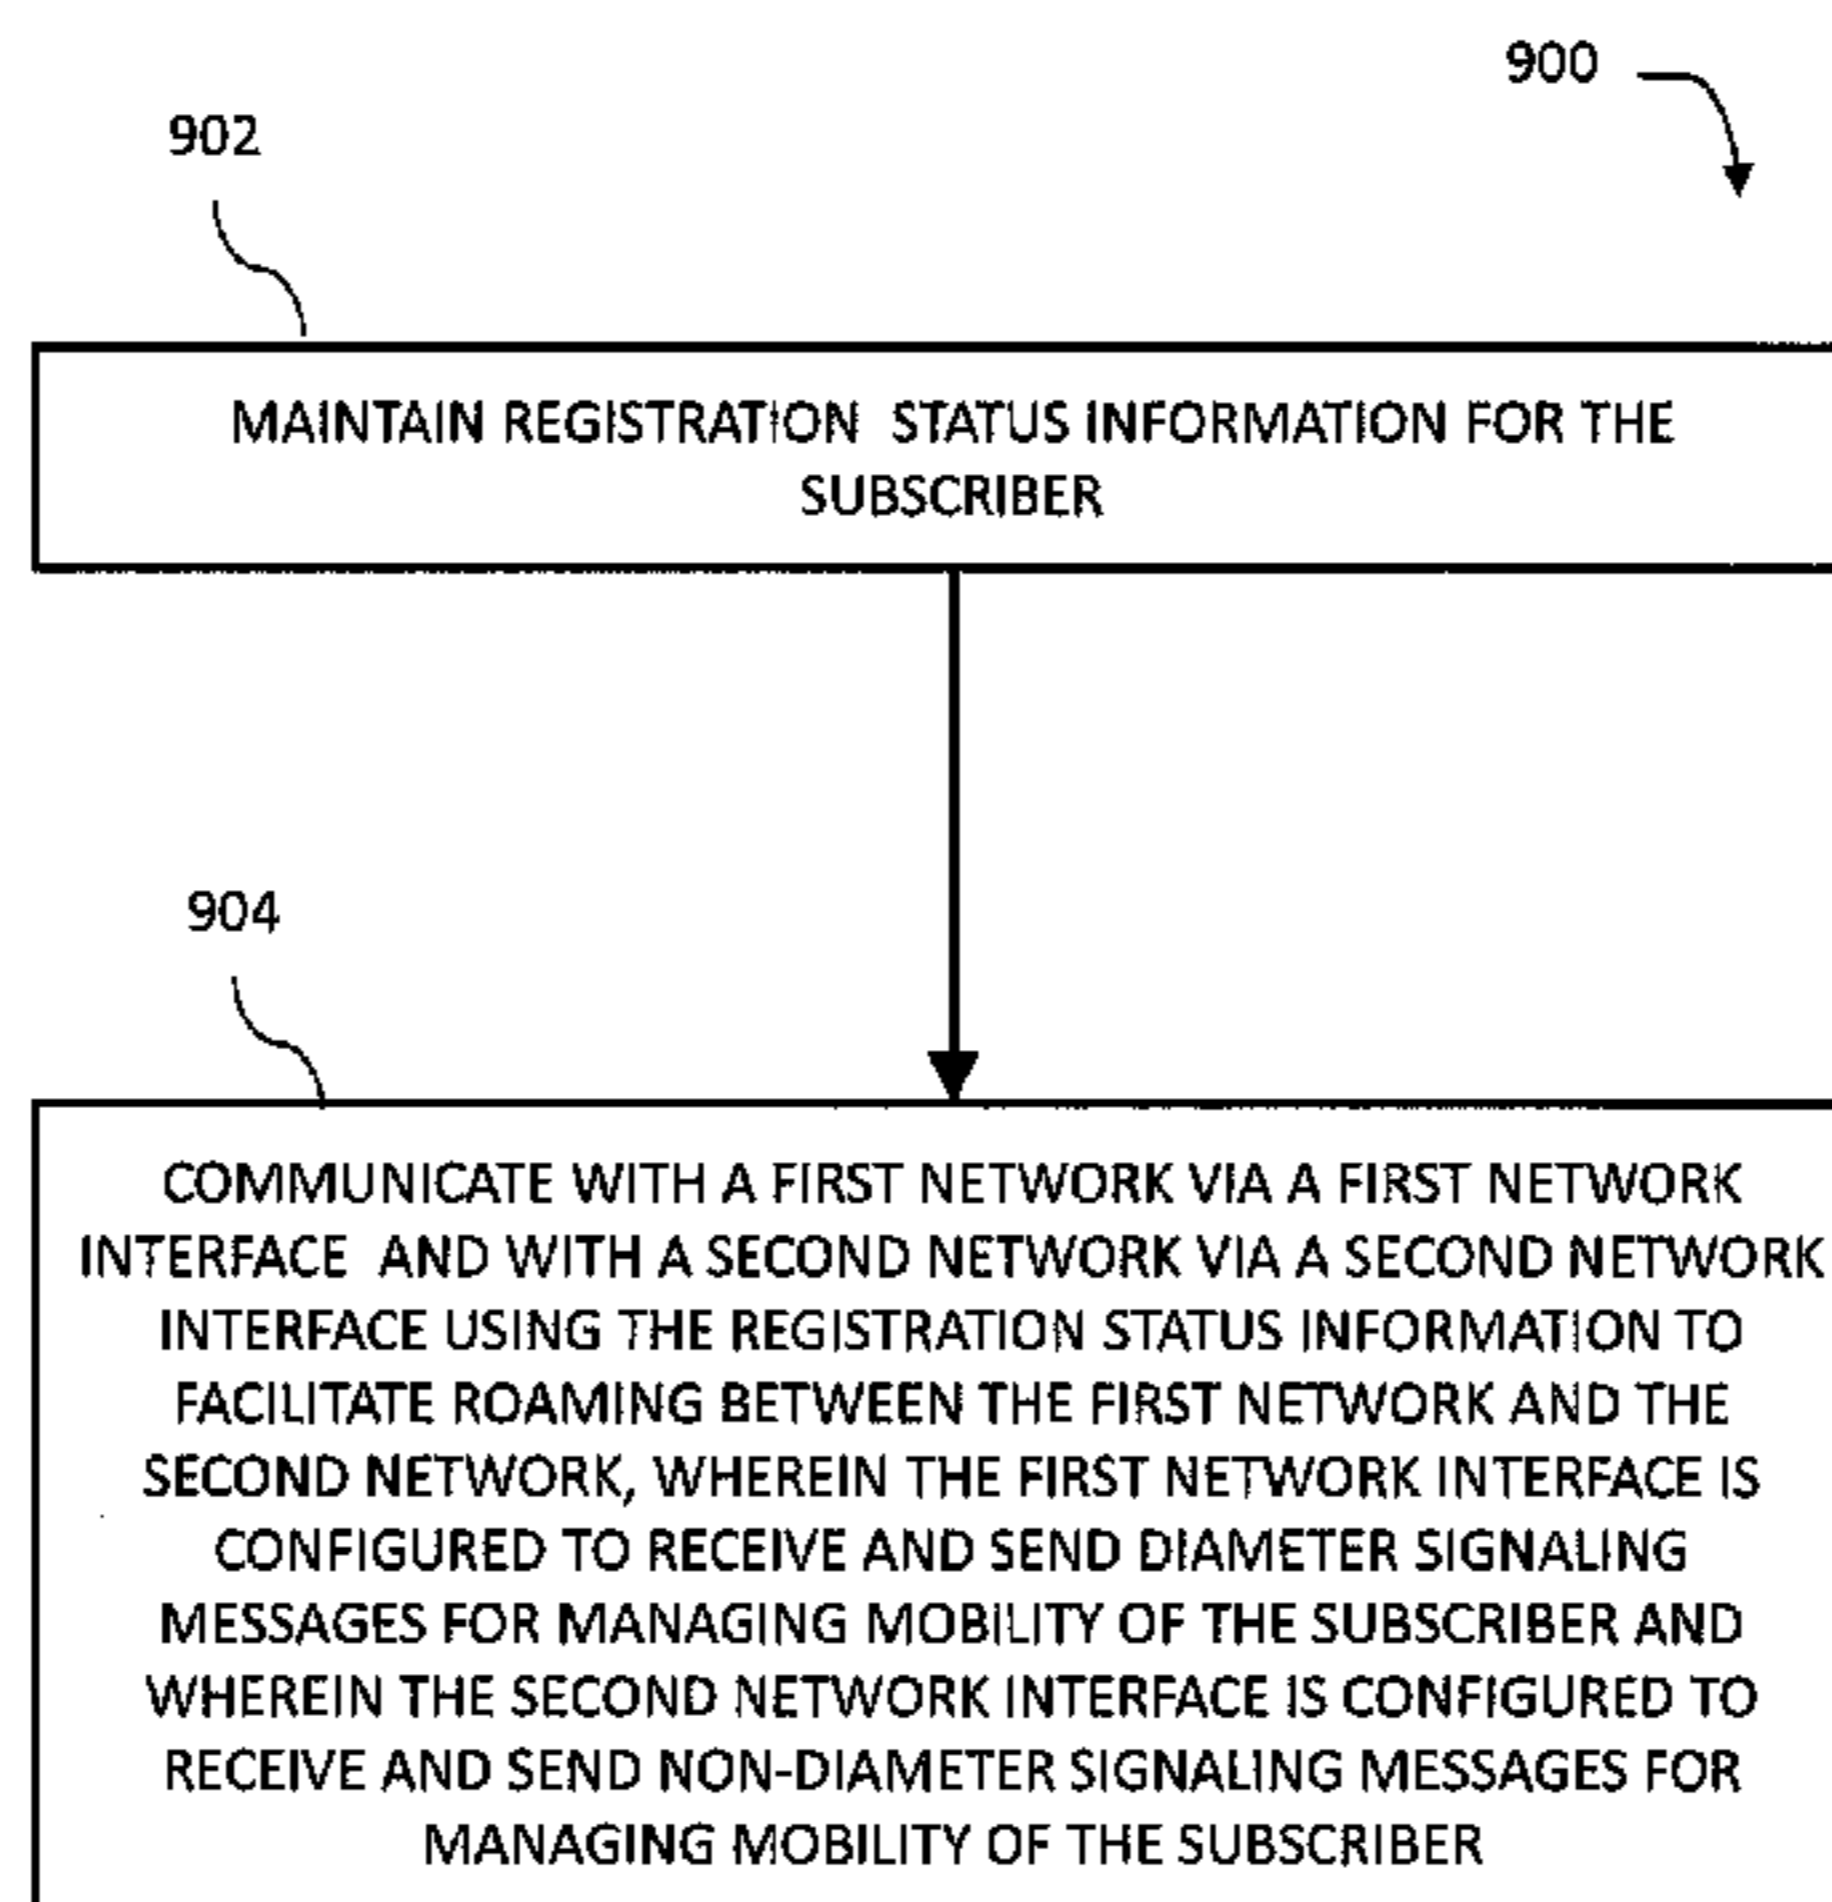 900
902
MAINTAIN REGISTRATION STATUS INFORMATION FOR THE
SUBSCRIBER
904
COMMUNICATE WITH A FIRST NETWORK VIA A FIRST NETWORK
INTERFACE AND WITH A SECOND NETWORK VIA A SECOND NETWORK
INTERFACE USING THE REGISTRATION STATUS INFORMATION TO
FACILITATE ROAMING BETWEEN THE FIRST NETWORK AND THE
SECOND NETWORK, WHEREIN THE FIRST NETWORK INTERFACE IS
CONFIGURED TO RECEIVE AND SEND DIAMETER SIGNALING
MESSAGES FOR MANAGING MOBILITY OF THE SUBSCRIBER AND
WHEREIN THE SECOND NETWORK INTERFACE IS CONFIGURED TO
RECEIVE AND SEND NON-DIAMETER SIGNALING MESSAGES FOR
MANAGING MOBILITY OF THE SUBSCRIBER